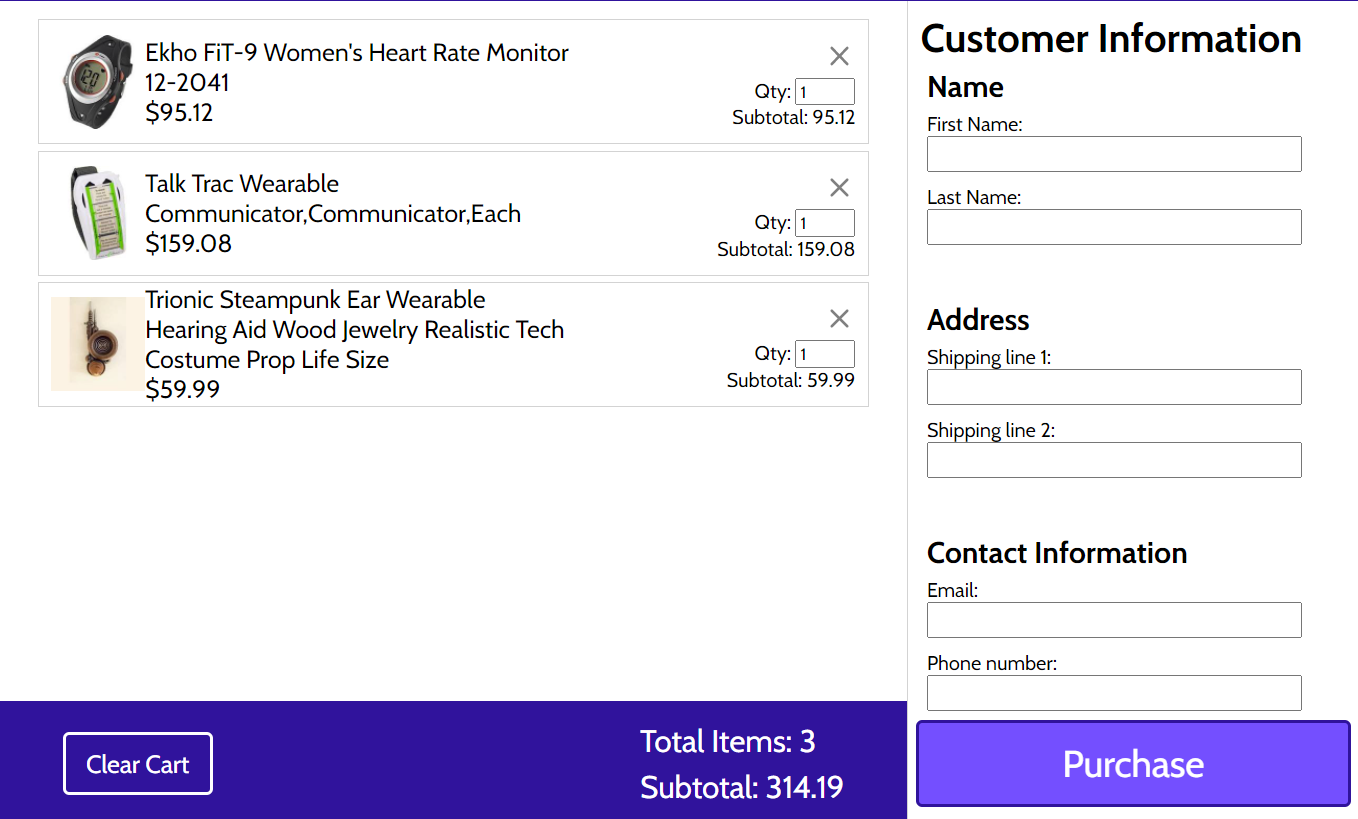 Ekho FiT-9 Women's Heart Rate Monitor
12-2041
$95.12
Qty: 1
Subtotal: 95.12
Talk Trac Wearable
Communicator,Communicator,Each
$159.08
Qty: 1
Subtotal: 159.08
Trionic Steampunk Ear Wearable
Hearing Aid Wood Jewelry Realistic Tech
Costume Prop Life Size
$59.99
Qty: 1
Subtotal: 59.99
Clear Cart
Total Items: 3
Subtotal: 314.19
Customer Information
Name
First Name:
Last Name:
Address
Shipping line 1:
Shipping line 2:
Contact Information
Email:
Phone number:
Purchase